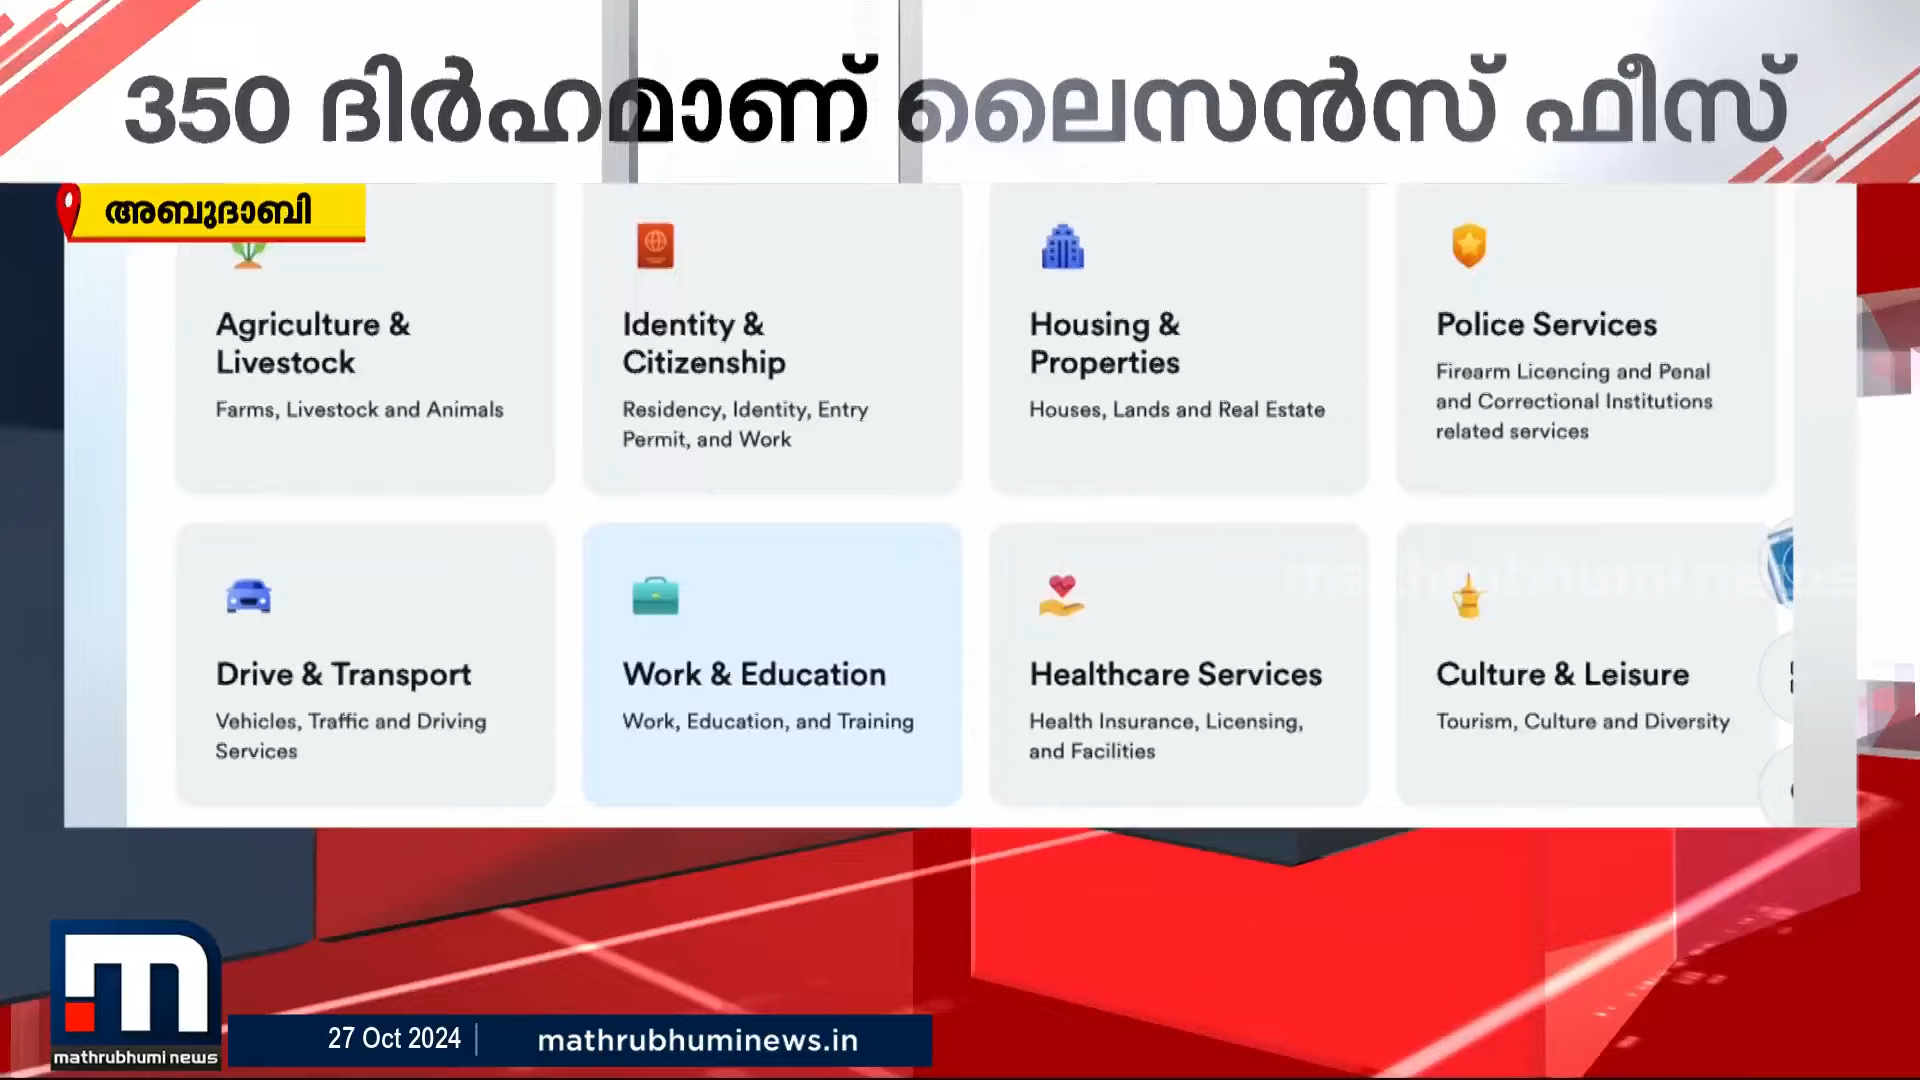 350 ദിർഹമാണ് ലൈസൻസ് ഫീസ്
അബുദാബി
Agriculture &
Livestock
Farms, Livestock and Animals
Identity &
Citizenship
Residency, Identity, Entry
Permit, and Work
Housing &
Properties
Houses, Lands and Real Estate
Police Services
Firearm Licencing and Penal
and Correctional Institutions
related services
Drive & Transport
Vehicles, Traffic and Driving
Services
Work & Education
Work, Education, and Training
Healthcare Services
Health Insurance, Licensing,
and Facilities
Culture & Leisure
Tourism, Culture and Diversity
mathrubhumi news
mathrubhumi news
27 Oct 2024
mathrubhuminews.in